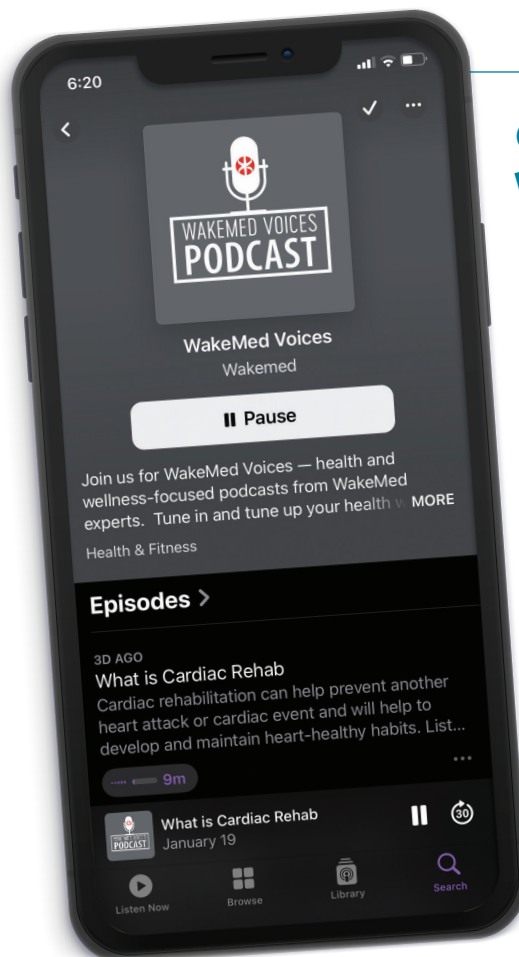 6:20
WAKEMED VOICES
PODCAST
WakeMed Voices
Wakemed
Pause
Join us for WakeMed Voices — health and
wellness-focused podcasts from WakeMed
experts. Tune in and tune up your health w MORE
Health & Fitness
Episodes >
3D AGO
What is Cardiac Rehab
Cardiac rehabilitation can help prevent another
heart attack or cardiac event and will help to
develop and maintain heart-healthy habits. List...
9m
WAKEMED VOICES
PODCAST
What is Cardiac Rehab
January 19
30
Listen Now
Browse
Library
Search